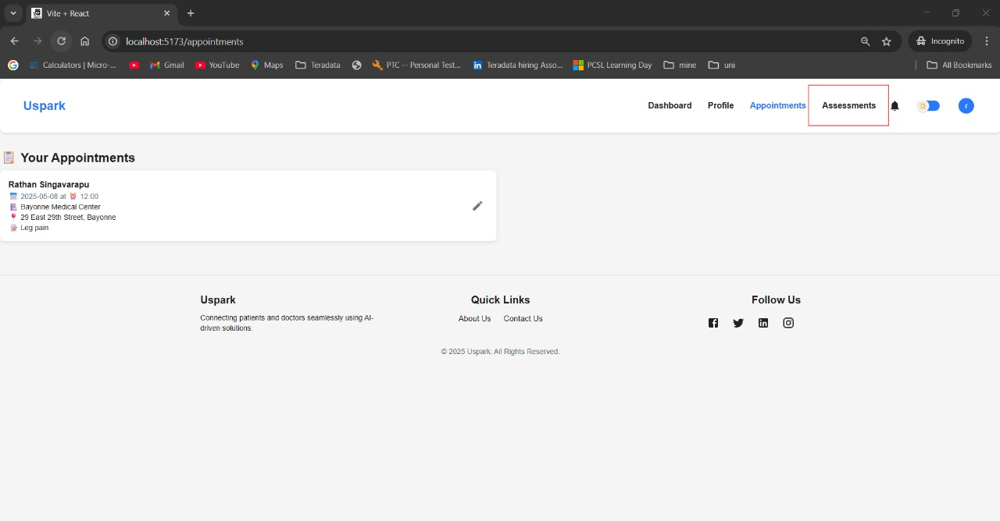 Vite + React
localhost:5173/appointments
Incognito
Calculators | Micro-...
Gmail
YouTube
Maps
Teradata
PTC -- Personal Test...
Teradata hiring Asso...
PCSL Learning Day
mine
uni
All Bookmarks
Uspark
Dashboard
Profile
Appointments
Assessments
r
Your Appointments
Rathan Singavarapu
2025-05-08 at 12:00
Bayonne Medical Center
29 East 29th Street, Bayonne
Leg pain
Uspark
Connecting patients and doctors seamlessly using AI-
driven solutions.
Quick Links
About Us
Contact Us
Follow Us
© 2025 Uspark. All Rights Reserved.